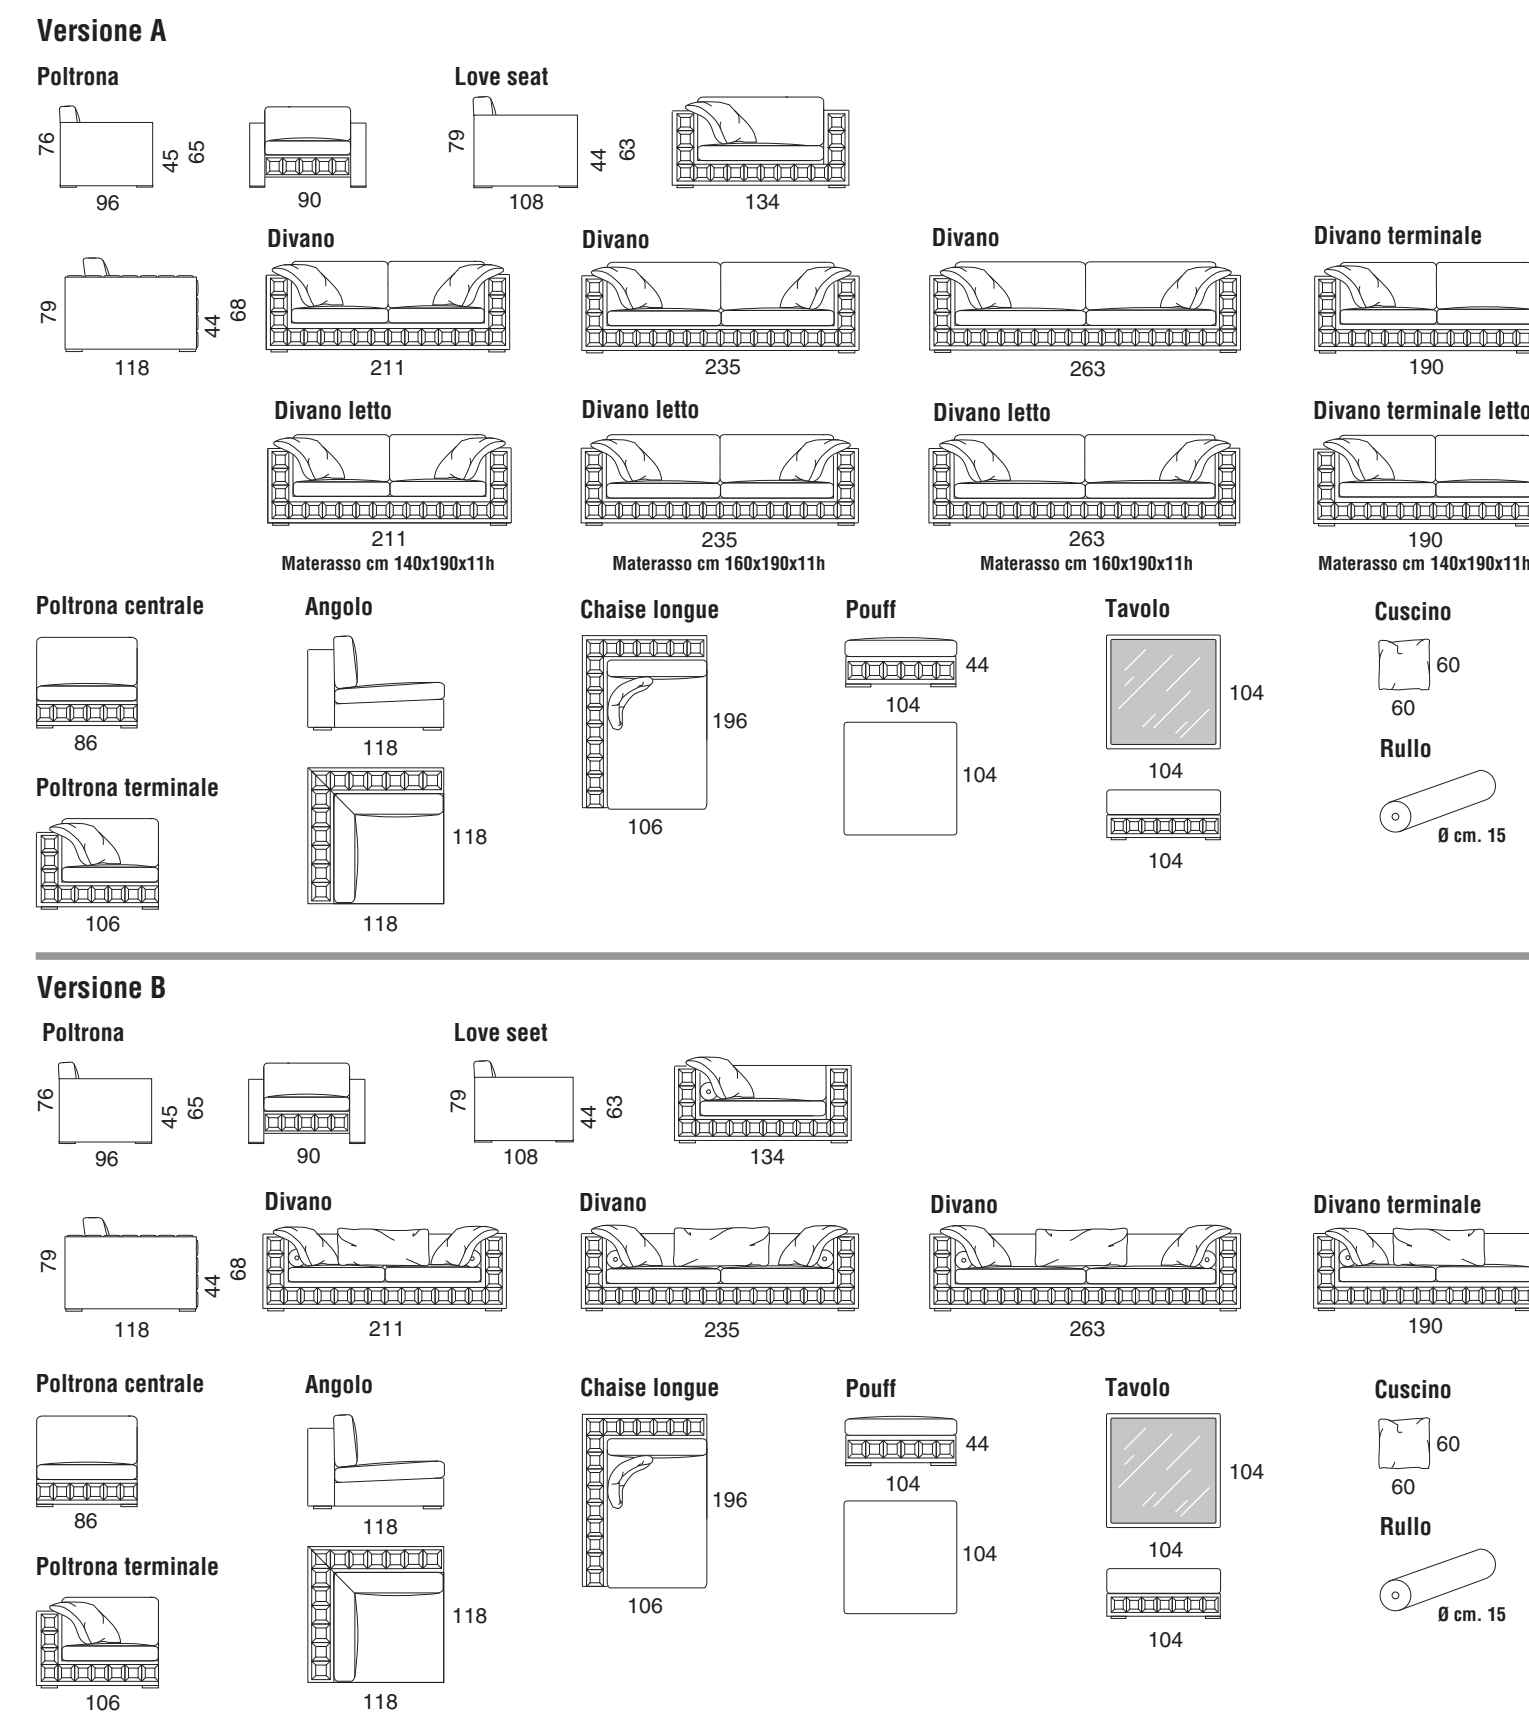 Versione A
Poltrona
Love seat
76
45
65
96
90
79
44
63
108
134
Divano
Divano
Divano
Divano terminale
79
44
68
118
211
235
263
190
Divano letto
Divano letto
Divano letto
Divano terminale letto
211
235
263
190
Materasso cm 140x190x11h
Materasso cm 160x190x11h
Materasso cm 160x190x11h
Materasso cm 140x190x11h
Poltrona centrale
Angolo
Chaise longue
Pouff
Tavolo
Cuscino
86
118
196
106
44
104
104
104
104
104
60
60
Rullo
Ø cm. 15
Poltrona terminale
106
118
118
Versione B
Poltrona
Love seet
76
45
65
96
90
79
44
63
108
134
Divano
Divano
Divano
Divano terminale
79
44
68
118
211
235
263
190
Poltrona centrale
Angolo
Chaise longue
Pouff
Tavolo
Cuscino
86
118
196
106
44
104
104
104
104
104
60
60
Rullo
Ø cm. 15
Poltrona terminale
106
118
118